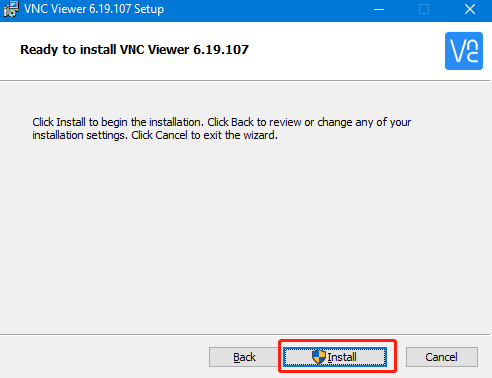 VNC Viewer 6.19.107 Setup
Ready to install VNC Viewer 6.19.107
Click Install to begin the installation. Click Back to review or change any of your
installation settings. Click Cancel to exit the wizard.
Back
Install
Cancel